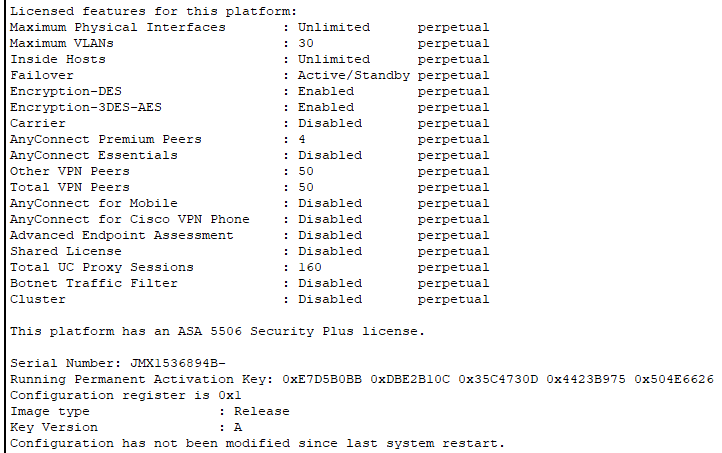 Licensed features for this platform:
Maximum Physical Interfaces : Unlimited perpetual
Maximum VLANs : 30 perpetual
Inside Hosts : Unlimited perpetual
Failover : Active/Standby perpetual
Encryption-DES : Enabled perpetual
Encryption-3DES-AES : Enabled perpetual
Carrier : Disabled perpetual
AnyConnect Premium Peers : 4 perpetual
AnyConnect Essentials : Disabled perpetual
Other VPN Peers : 50 perpetual
Total VPN Peers : 50 perpetual
AnyConnect for Mobile : Disabled perpetual
AnyConnect for Cisco VPN Phone : Disabled perpetual
Advanced Endpoint Assessment : Disabled perpetual
Shared License : Disabled perpetual
Total UC Proxy Sessions : 160 perpetual
Botnet Traffic Filter : Disabled perpetual
Cluster : Disabled perpetual
This platform has an ASA 5506 Security Plus license.
Serial Number: JMX1536894B-
Running Permanent Activation Key: 0xE7D5B0BB 0xDBE2B10C 0x35C4730D 0x4423B975 0x504E6626
Configuration register is 0x1
Image type : Release
Key Version : A
Configuration has not been modified since last system restart.